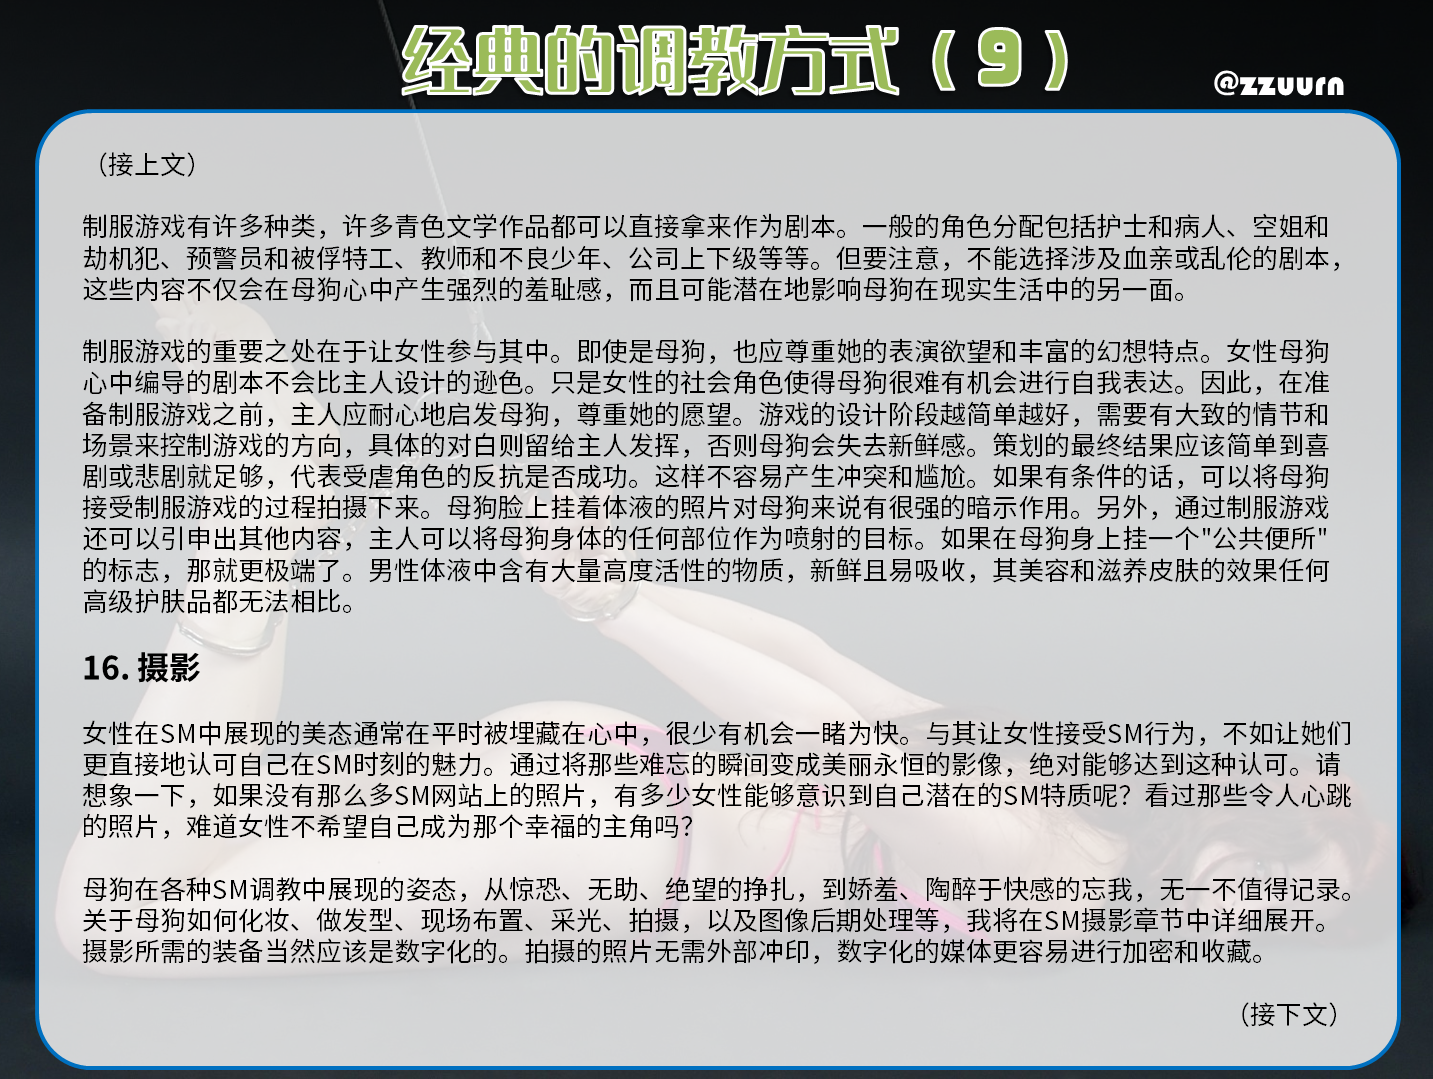 经典的调教方式（9）
@zzuurn
（接上文）
制服游戏有许多种类，许多青色文学作品都可以直接拿来作为剧本。一般的角色分配包括护士和病人、空姐和
劫机犯、预警员和被俘特工、教师和不良少年、公司上下级等等。但要注意，不能选择涉及血亲或乱伦的剧本，
这些内容不仅会在母狗心中产生强烈的羞耻感，而且可能潜在地影响母狗在现实生活中的另一面。
制服游戏的重要之处在于让女性参与其中。即使是母狗，也应尊重她的表演欲望和丰富的幻想特点。女性母狗
心中编导的剧本不会比主人设计的逊色。只是女性的社会角色使得母狗很难有机会进行自我表达。因此，在准
备制服游戏之前，主人应耐心地启发母狗，尊重她的愿望。游戏的设计阶段越简单越好，需要有大致的情节和
场景来控制游戏的方向，具体的对白则留给主人发挥，否则母狗会失去新鲜感。策划的最终结果应该简单到喜
剧或悲剧就足够，代表受虐角色的反抗是否成功。这样不容易产生冲突和尴尬。如果有条件的话，可以将母狗
接受制服游戏的过程拍摄下来。母狗脸上挂着体液的照片对母狗来说有很强的暗示作用。另外，通过制服游戏
还可以引申出其他内容，主人可以将母狗身体的任何部位作为喷射的目标。如果在母狗身上挂一个"公共便所"
的标志，那就更极端了。男性体液中含有大量高度活性的物质，新鲜且易吸收，其美容和滋养皮肤的效果任何
高级护肤品都无法相比。
16. 摄影
女性在SM中展现的美态通常在平时被埋藏在心中，很少有机会一睹为快。与其让女性接受SM行为，不如让她们
更直接地认可自己在SM时刻的魅力。通过将那些难忘的瞬间变成美丽永恒的影像，绝对能够达到这种认可。请
想象一下，如果没有那么多SM网站上的照片，有多少女性能够意识到自己潜在的SM特质呢？看过那些令人心跳
的照片，难道女性不希望自己成为那个幸福的主角吗？
母狗在各种SM调教中展现的姿态，从惊恐、无助、绝望的挣扎，到娇羞、陶醉于快感的忘我，无一不值得记录。
关于母狗如何化妆、做发型、现场布置、采光、拍摄，以及图像后期处理等，我将在SM摄影章节中详细展开。
摄影所需的装备当然应该是数字化的。拍摄的照片无需外部冲印，数字化的媒体更容易进行加密和收藏。
（接下文）